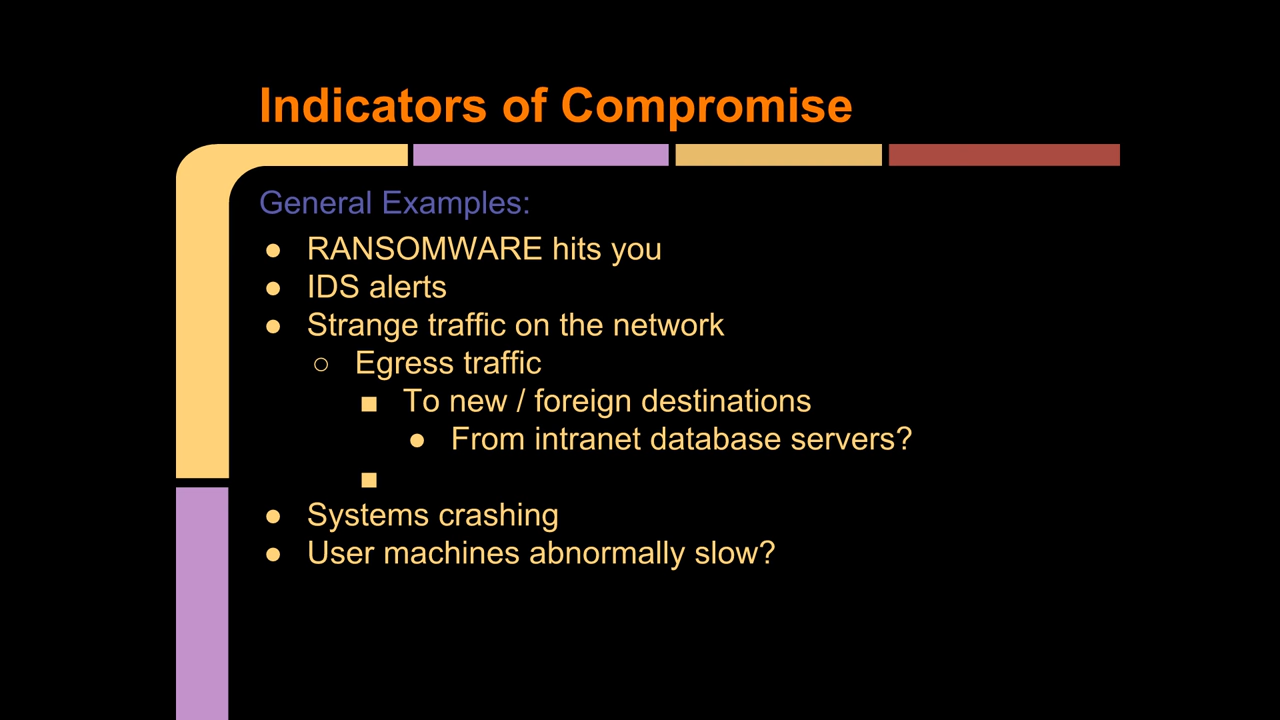 Indicators of Compromise
General Examples:
● RANSOMWARE hits you
● IDS alerts
● Strange traffic on the network
○ Egress traffic
■ To new / foreign destinations
● From intranet database servers?
■
● Systems crashing
● User machines abnormally slow?